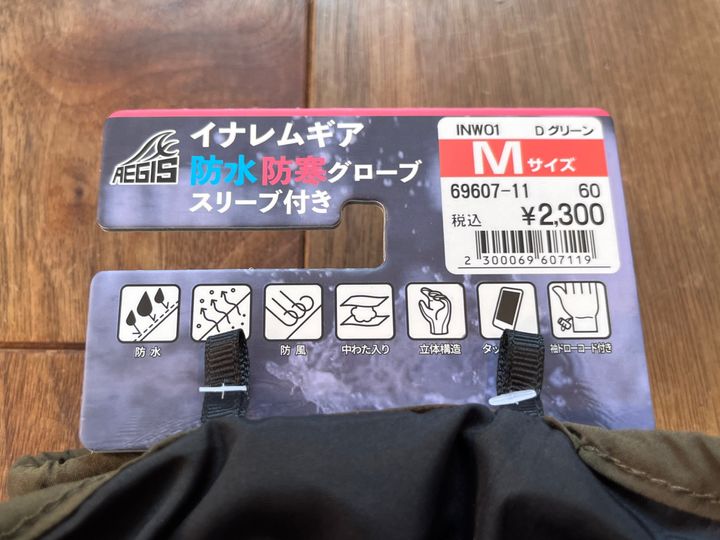 AEGIS
イナレムギア
防水防寒グローブ
スリーブ付き
INW01 Dグリーン
Mサイズ
69607-11 60
税込 ¥2,300
2 300069 607119
防水
防風
中わた入り
立体構造
タッ
袖ドローコード付き